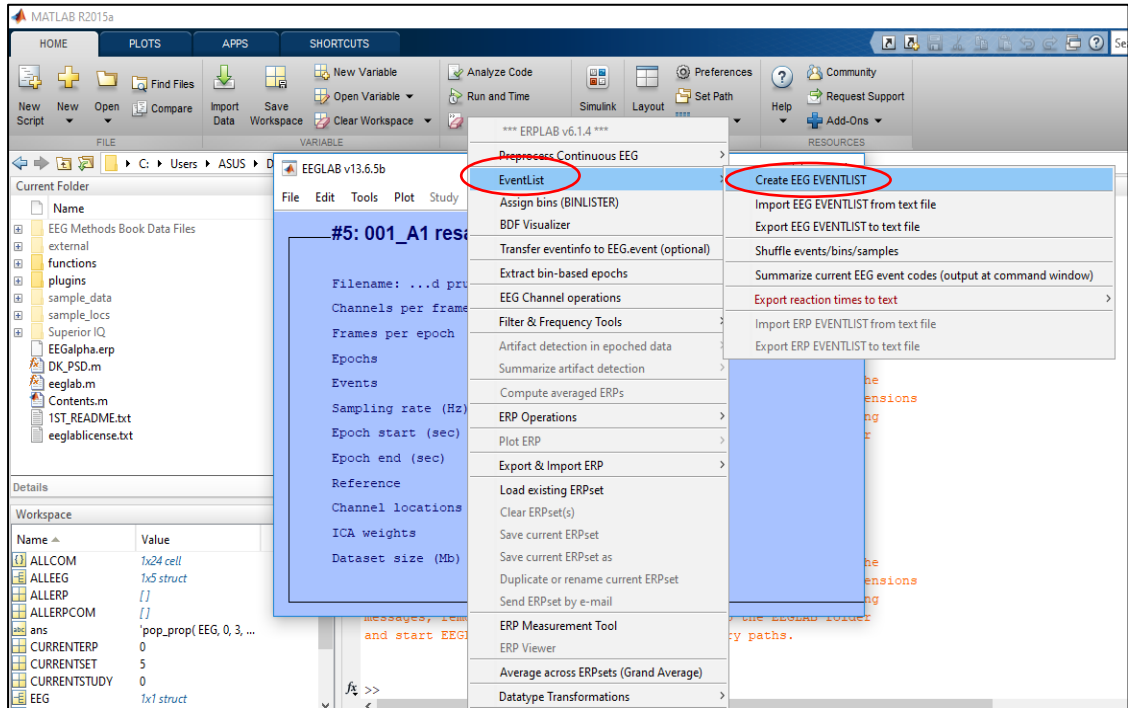 MATLAB R2015a
HOME PLOTS APPS SHORTCUTS
Se
New Script
New
Open
Find Files
Compare
Import Data
Save Workspace
New Variable
Open Variable
Clear Workspace
Analyze Code
Run and Time
Simulink
Layout
Preferences
Set Path
Help
Community
Request Support
Add-Ons
FILE VARIABLE RESOURCES
C: Users ASUS D
Current Folder
Name
EEG Methods Book Data Files
external
functions
plugins
sample_data
sample_locs
Superior IQ
EEGalpha.erp
DK_PSD.m
eeglab.m
Contents.m
1ST_README.txt
eeglablicense.txt
Details
Workspace
Name Value
ALLCOM 1x24 cell
ALLEEG 1x5 struct
ALLERP []
ALLERPCOM []
ans 'pop_prop( EEG, 0, 3, ...
CURRENTERP 0
CURRENTSET 5
CURRENTSTUDY 0
EEG 1x1 struct
EEGLAB v13.6.5b
File Edit Tools Plot Study
#5: 001_A1 resa
Filename: ...d pru
Channels per frame
Frames per epoch
Epochs
Events
Sampling rate (Hz)
Epoch start (sec)
Epoch end (sec)
Reference
Channel locations
ICA weights
Dataset size (Mb)
*** ERPLAB v6.1.4 ***
Preprocess Continuous EEG
EventList
Assign bins (BINLISTER)
BDF Visualizer
Transfer eventinfo to EEG.event (optional)
Extract bin-based epochs
EEG Channel operations
Filter & Frequency Tools
Artifact detection in epoched data
Summarize artifact detection
Compute averaged ERPs
ERP Operations
Plot ERP
Export & Import ERP
Load existing ERPset
Clear ERPset(s)
Save current ERPset
Save current ERPset as
Duplicate or rename current ERPset
Send ERPset by e-mail
ERP Measurement Tool
ERP Viewer
Average across ERPsets (Grand Average)
Datatype Transformations
Create EEG EVENTLIST
Import EEG EVENTLIST from text file
Export EEG EVENTLIST to text file
Shuffle events/bins/samples
Summarize current EEG event codes (output at command window)
Export reaction times to text
Import ERP EVENTLIST from text file
Export ERP EVENTLIST to text file
he
ensions
ng
r
he
ensions
ng
the EEGLAB folder
and start EEG ry paths.
fx >>